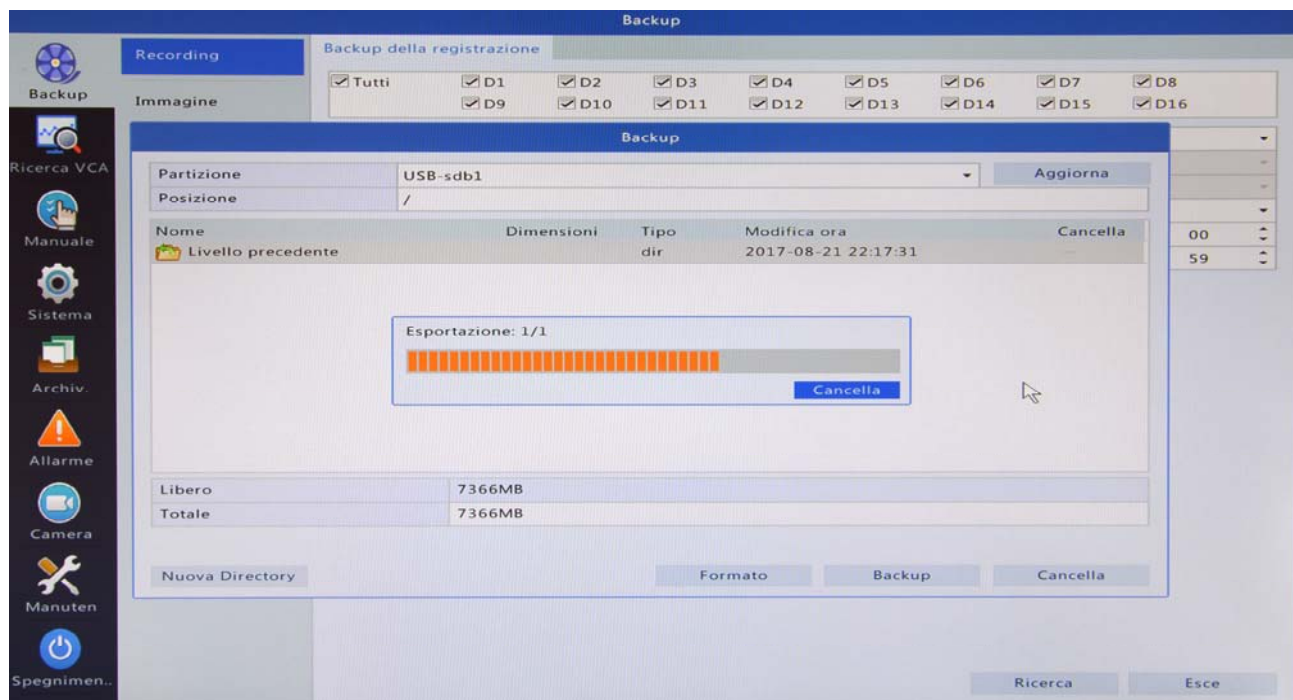 Backup
Backup
Ricerca VCA
Manuale
Sistema
Archiv.
Allarme
Camera
Manuten
Spegnimen..
Recording
Immagine
Backup della registrazione
Tutti D1 D2 D3 D4 D5 D6 D7 D8
D9 D10 D11 D12 D13 D14 D15 D16
00
59
Backup
Partizione USB-sdb1 Aggiorna
Posizione /
Nome Dimensioni Tipo Modifica ora Cancella
Livello precedente dir 2017-08-21 22:17:31 —
Esportazione: 1/1
Cancella
Libero 7366MB
Totale 7366MB
Nuova Directory Formato Backup Cancella
Ricerca Esce